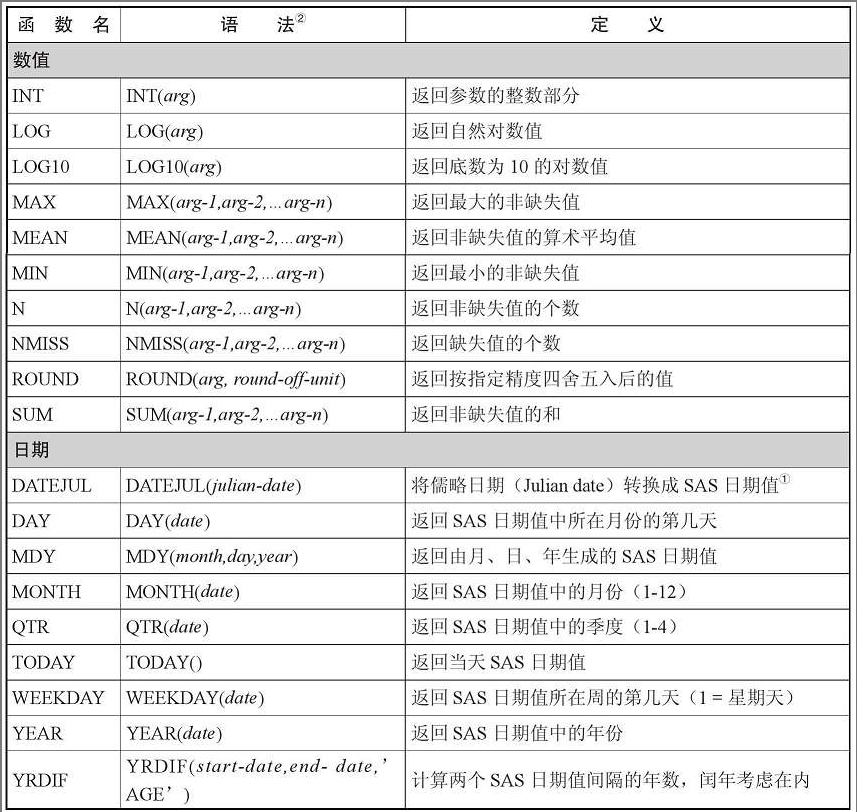 函 数 名 语 法② 定 义
数值
INT INT(arg) 返回参数的整数部分
LOG LOG(arg) 返回自然对数值
LOG10 LOG10(arg) 返回底数为 10 的对数值
MAX MAX(arg-1,arg-2,…arg-n) 返回最大的非缺失值
MEAN MEAN(arg-1,arg-2,…arg-n) 返回非缺失值的算术平均值
MIN MIN(arg-1,arg-2,…arg-n) 返回最小的非缺失值
N N(arg-1,arg-2,…arg-n) 返回非缺失值的个数
NMISS NMISS(arg-1,arg-2,…arg-n) 返回缺失值的个数
ROUND ROUND(arg, round-off-unit) 返回按指定精度四舍五入后的值
SUM SUM(arg-1,arg-2,…arg-n) 返回非缺失值的和
日期
DATEJUL DATEJUL(julian-date) 将儒略日期（Julian date）转换成 SAS 日期值①
DAY DAY(date) 返回 SAS 日期值中所在月份的第几天
MDY MDY(month,day,year) 返回由月、日、年生成的 SAS 日期值
MONTH MONTH(date) 返回 SAS 日期值中的月份（1-12）
QTR QTR(date) 返回 SAS 日期值中的季度（1-4）
TODAY TODAY() 返回当天 SAS 日期值
WEEKDAY WEEKDAY(date) 返回 SAS 日期值所在周的第几天（1 = 星期天）
YEAR YEAR(date) 返回 SAS 日期值中的年份
YRDIF YRDIF(start-date,end- date,’
AGE’) 计算两个 SAS 日期值间隔的年数，闰年考虑在内